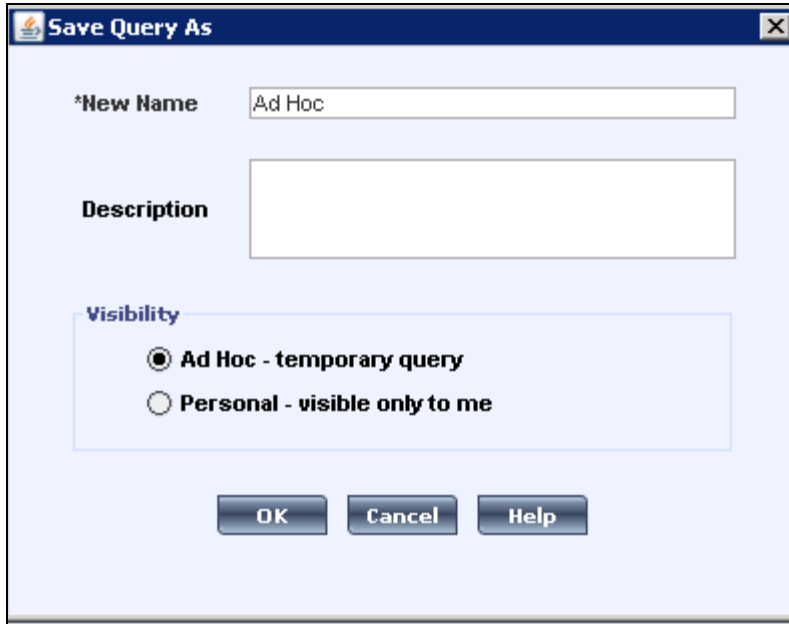 Save Query As
*New Name
Ad Hoc
Description
Visibility
Ad Hoc - temporary query
Personal - visible only to me
OK Cancel Help